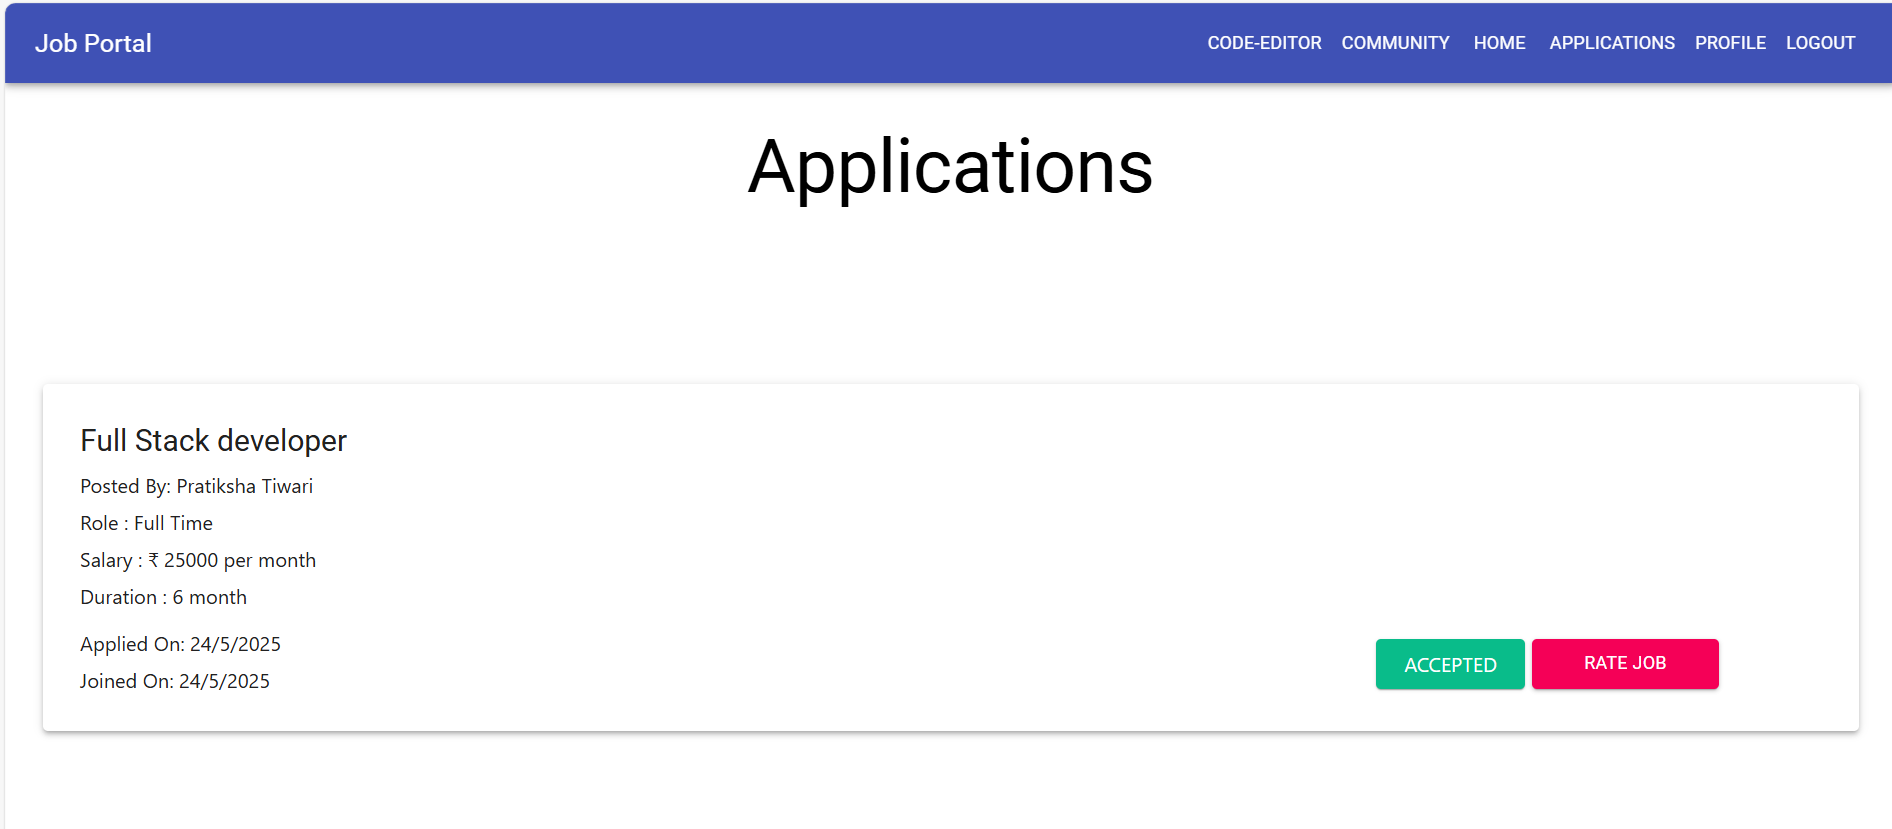 Job Portal
CODE-EDITOR COMMUNITY HOME APPLICATIONS PROFILE LOGOUT
Applications
Full Stack developer
Posted By: Pratiksha Tiwari
Role : Full Time
Salary : ₹ 25000 per month
Duration : 6 month
Applied On: 24/5/2025
Joined On: 24/5/2025
ACCEPTED
RATE JOB